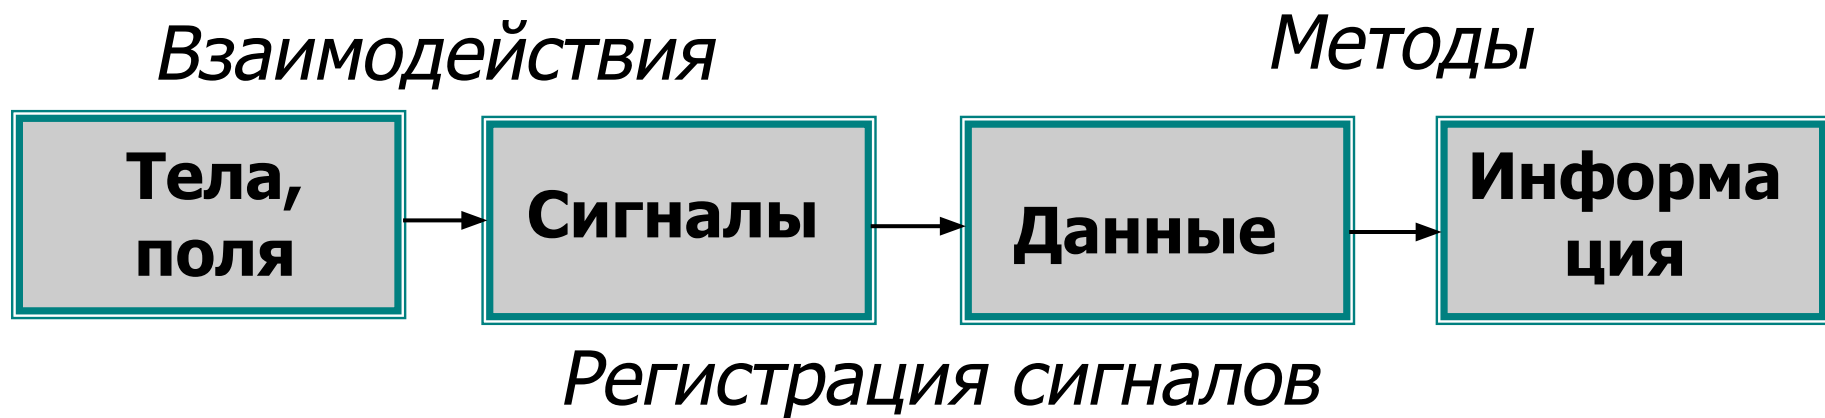 Взаимодействия
Методы
Тела,
поля
Сигналы
Данные
Информа
ция
Регистрация сигналов